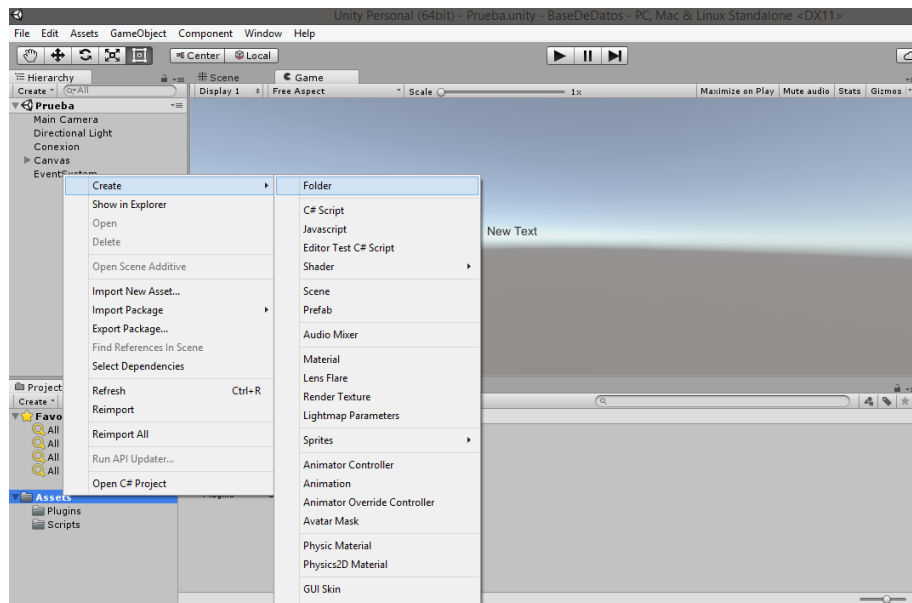 Unity Personal (64bit) - Prueba.unity - BaseDeDatos - PC, Mac & Linux Standalone <DX11>
File Edit Assets GameObject Component Window Help
Center Local
Hierarchy
Create All
Prueba
Main Camera
Directional Light
Conexion
Canvas
EventSystem
Scene Game
Display 1 Free Aspect Scale 1x Maximize on Play Mute audio Stats Gizmos
New Text
Create
Show in Explorer
Open
Delete
Open Scene Additive
Import New Asset...
Import Package
Export Package...
Find References In Scene
Select Dependencies
Refresh Ctrl+R
Reimport
Reimport All
Run API Updater...
Open C# Project
Folder
C# Script
Javascript
Editor Test C# Script
Shader
Scene
Prefab
Audio Mixer
Material
Lens Flare
Render Texture
Lightmap Parameters
Sprites
Animator Controller
Animation
Animator Override Controller
Avatar Mask
Physic Material
Physics2D Material
GUI Skin
Project
Create
Favo
All
All
All
All
Assets
Plugins
Scripts